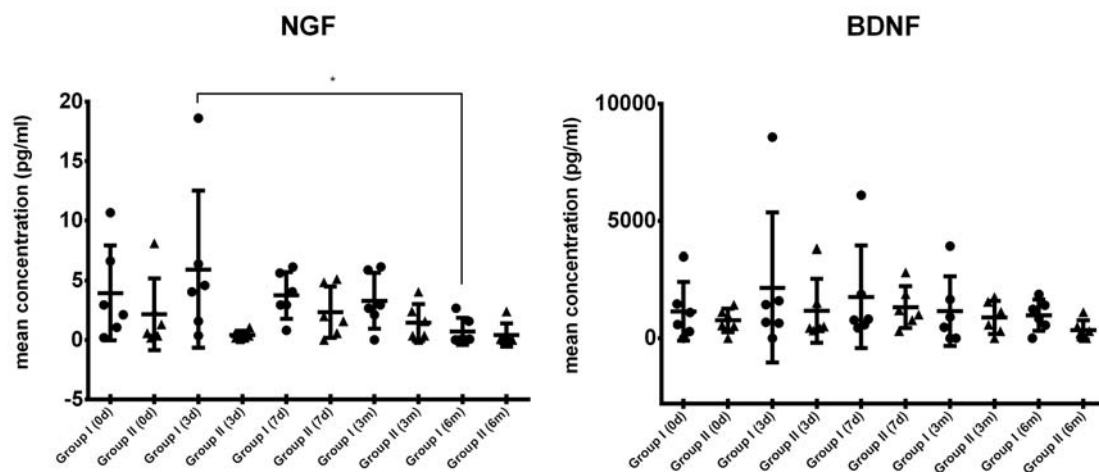 NGF
*
mean concentration (pg/ml)
20
15
10
5
0
-5
Group I (0d)
Group II (0d)
Group I (3d)
Group II (3d)
Group I (7d)
Group II (7d)
Group I (3m)
Group II (3m)
Group I (6m)
Group II (6m)
BDNF
mean concentration (pg/ml)
10000
5000
0
Group I (0d)
Group II (0d)
Group I (3d)
Group II (3d)
Group I (7d)
Group II (7d)
Group I (3m)
Group II (3m)
Group I (6m)
Group II (6m)